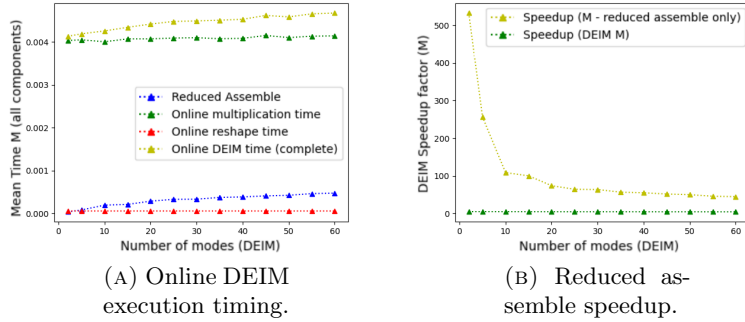 Mean Time M (all components)
0.004
0.003
0.002
0.001
0.000
Reduced Assemble
Online multiplication time
Online reshape time
Online DEIM time (complete)
0 10 20 30 40 50 60
Number of modes (DEIM)
(A) Online DEIM
execution timing.
DEIM Speedup factor (M)
500
400
300
200
100
0
Speedup (M - reduced assemble only)
Speedup (DEIM M)
0 10 20 30 40 50 60
Number of modes (DEIM)
(B) Reduced as-
semble speedup.